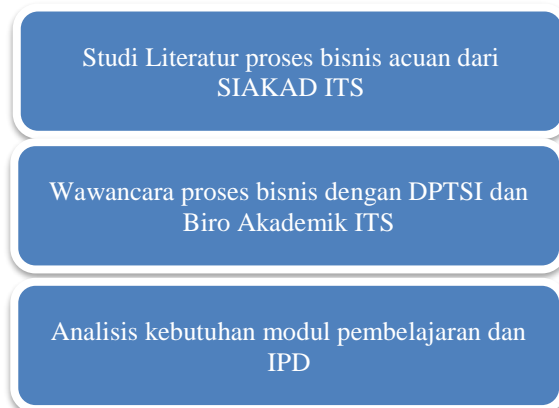 Studi Literatur proses bisnis acuan dari
SIAKAD ITS
Wawancara proses bisnis dengan DPTSI dan
Biro Akademik ITS
Analisis kebutuhan modul pembelajaran dan
IPD